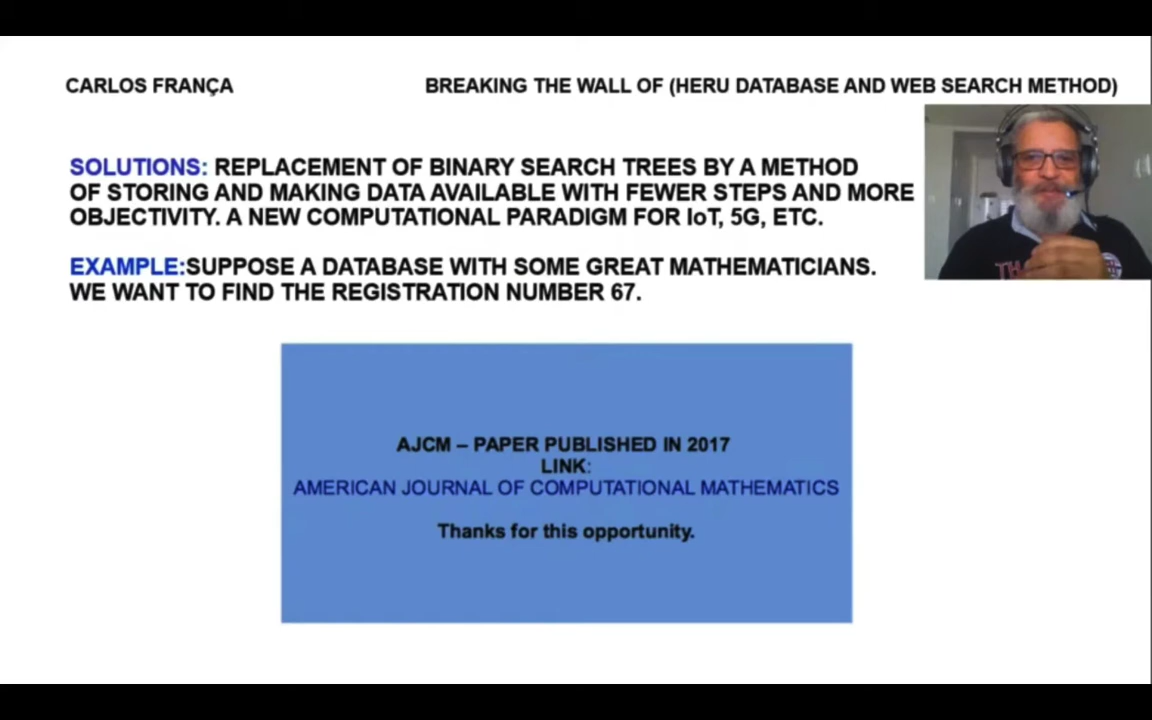 CARLOS FRANÇA
BREAKING THE WALL OF (HERU DATABASE AND WEB SEARCH METHOD)
SOLUTIONS: REPLACEMENT OF BINARY SEARCH TREES BY A METHOD
OF STORING AND MAKING DATA AVAILABLE WITH FEWER STEPS AND MORE
OBJECTIVITY. A NEW COMPUTATIONAL PARADIGM FOR IoT, 5G, ETC.
EXAMPLE:SUPPOSE A DATABASE WITH SOME GREAT MATHEMATICIANS.
WE WANT TO FIND THE REGISTRATION NUMBER 67.
AJCM – PAPER PUBLISHED IN 2017
LINK:
AMERICAN JOURNAL OF COMPUTATIONAL MATHEMATICS
Thanks for this opportunity.